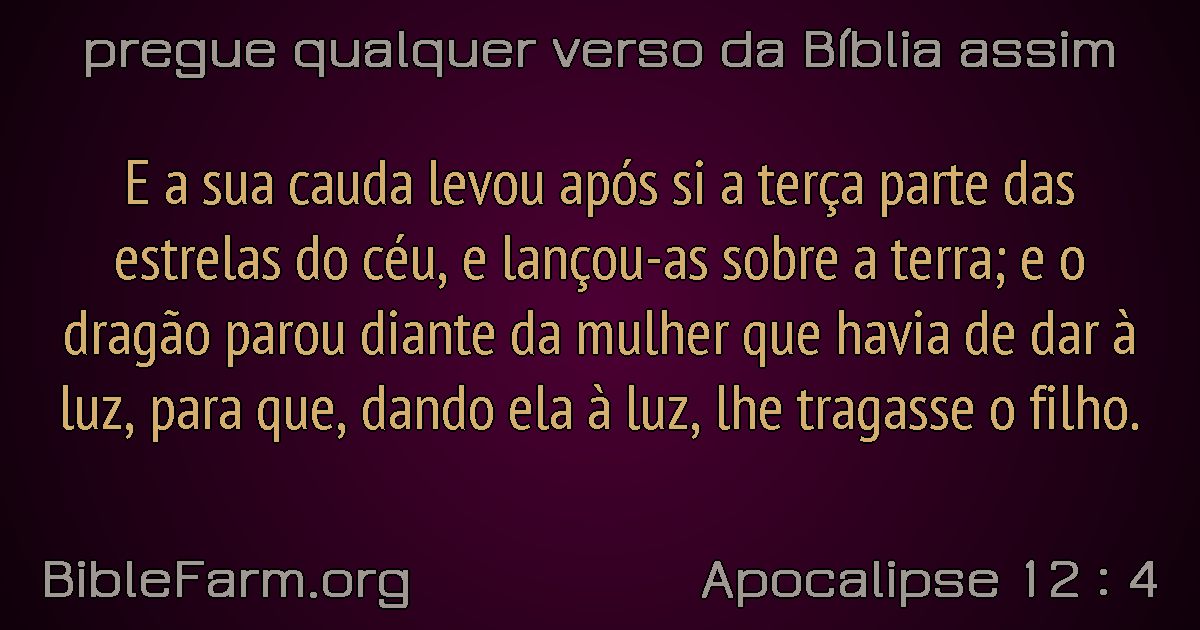 pregue qualquer verso da Bíblia assim
E a sua cauda levou após si a terça parte das
estrelas do céu, e lançou-as sobre a terra; e o
dragão parou diante da mulher que havia de dar à
luz, para que, dando ela à luz, lhe tragasse o filho.
BibleFarm.org
Apocalipse 12 : 4